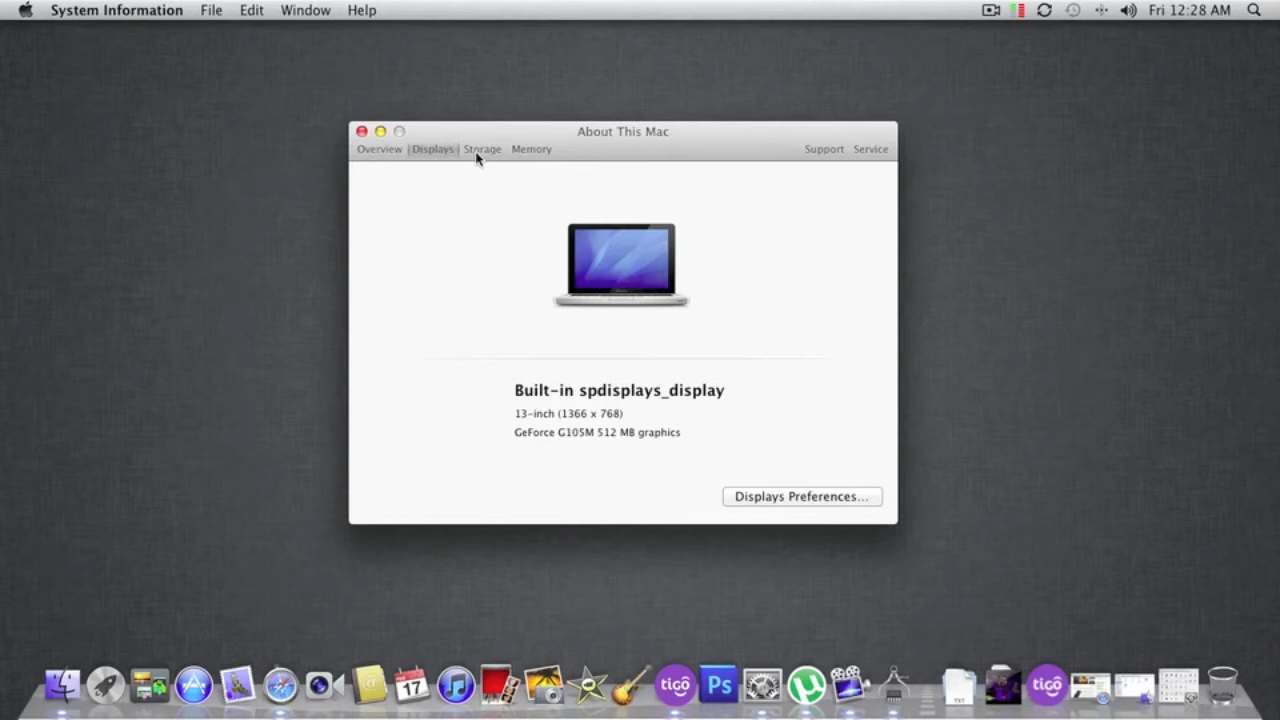 System Information File Edit Window Help Fri 12:28 AM
About This Mac
Overview Displays Storage Memory Support Service
Built-in spdisplays_display
13-inch (1366 x 768)
GeForce G105M 512 MB graphics
Displays Preferences...
17
tigo
Ps
TXT
tigo